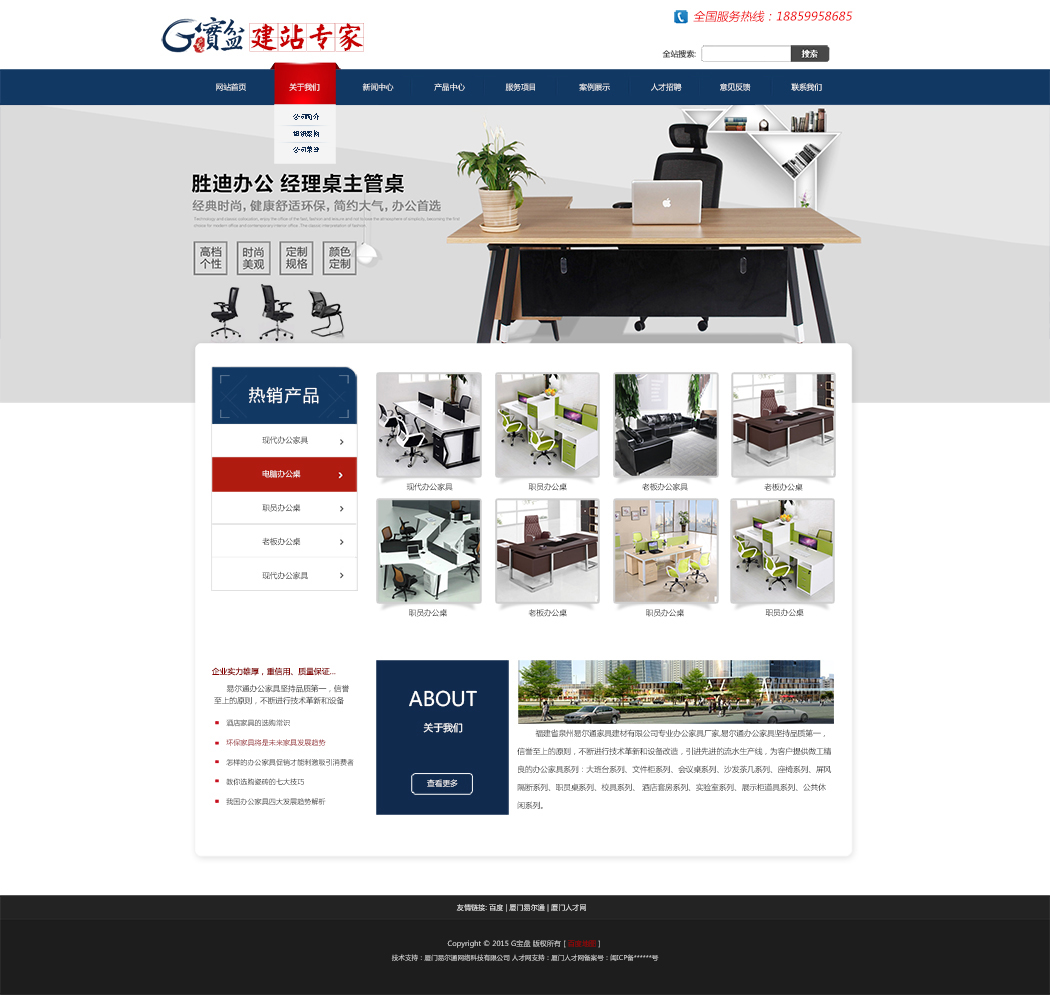 G寶盆 建站专家
全国服务热线：18859958685
全站搜索: 搜索
网站首页 关于我们 新闻中心 产品中心 服务项目 案例展示 人才招聘 意见反馈 联系我们
公司简介
组织架构
胜迪办公 经理桌主管桌
经典时尚，健康舒适环保，简约大气，办公首选
高档个性 时尚美观 定制规格 颜色定制
热销产品
现代办公家具
电脑办公桌
职员办公桌
老板办公桌
现代办公家具
现代办公家具 职员办公桌 老板办公家具 老板办公桌
职员办公桌 老板办公桌 职员办公桌 职员办公桌
企业实力雄厚，重信用、质量保证...
易尔通办公家具坚持品质第一，信誉
至上的原则，不断进行技术革新和设备
酒店家具的选购常识
环保家具将是未来家具发展趋势
怎样的办公家具促销才能刺激吸引消费者
教你选购瓷砖的七大技巧
我国办公家具四大发展趋势解析
ABOUT
关于我们
查看更多
福建省泉州易尔通家具建材有限公司专业办公家具厂家,易尔通办公家具坚持品质第一，
信誉至上的原则，不断进行技术革新和设备改造，引进先进的流水生产线，为客户提供做工精
良的办公家具系列：大班台系列、文件柜系列、会议桌系列、沙发茶几系列、座椅系列、屏风
隔断系列、职员桌系列、校具系列、 酒店套房系列、实验室系列、展示柜道具系列、公共休
闲系列。
友情链接: 百度 | 厦门易尔通 | 厦门人才网
Copyright © 2015 G宝盆 版权所有 [ 百度地图 ]
技术支持：厦门易尔通网络科技有限公司 人才网支持：厦门人才网备案号：闽ICP备******号